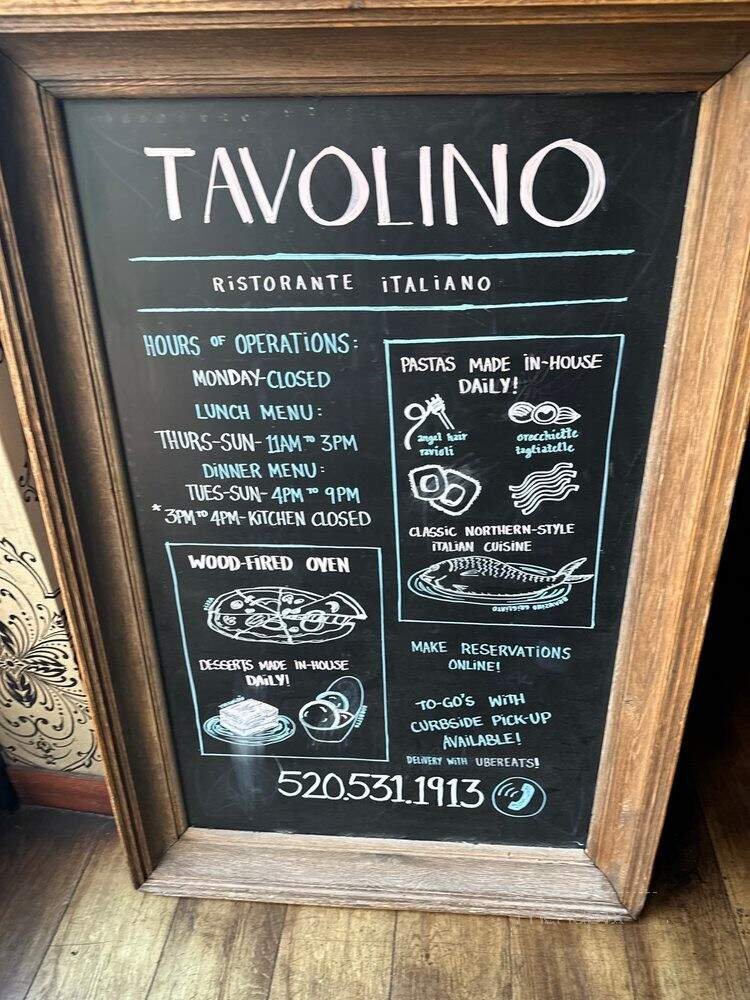 TAVOLINO
RISTORANTE ITALIANO
HOURS OF OPERATIONS:
MONDAY-CLOSED
LUNCH MENU:
THURS-SUN- 11AM TO 3PM
DINNER MENU:
TUES-SUN- 4PM TO 9PM
* 3PM TO 4PM- KITCHEN CLOSED
WOOD-FIRED OVEN
PIZZA
DESSERTS MADE IN-HOUSE
DAILY!
PASTAS MADE IN-HOUSE
DAILY!
angel hair
ravioli
orecchiette
tagliatelle
CLASSIC NORTHERN-STYLE
ITALIAN CUISINE
BRANZINO GRIGLIATO
MAKE RESERVATIONS
ONLINE!
TO-GO'S WITH
CURBSIDE PICK-UP
AVAILABLE!
DELIVERY WITH UBEREATS!
520.531.1913